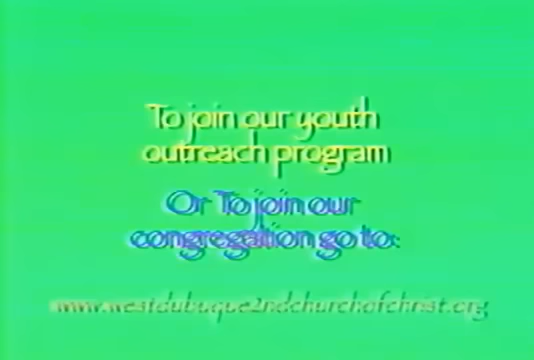 To join our youth
outreach program
Or To join our
congregation go to:
www.westdubuque2ndchurchofchrist.org